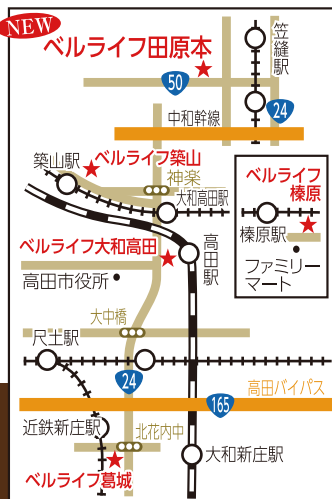 NEW
ベルライフ田原本
笠縫駅
50
24
中和幹線
築山駅
ベルライフ築山
神楽
大和高田駅
ベルライフ
榛原
榛原駅
ファミリー
マート
ベルライフ大和高田
高田駅
高田市役所
大中橋
尺土駅
24
高田バイパス
165
近鉄新庄駅
北花内中
大和新庄駅
ベルライフ葛城